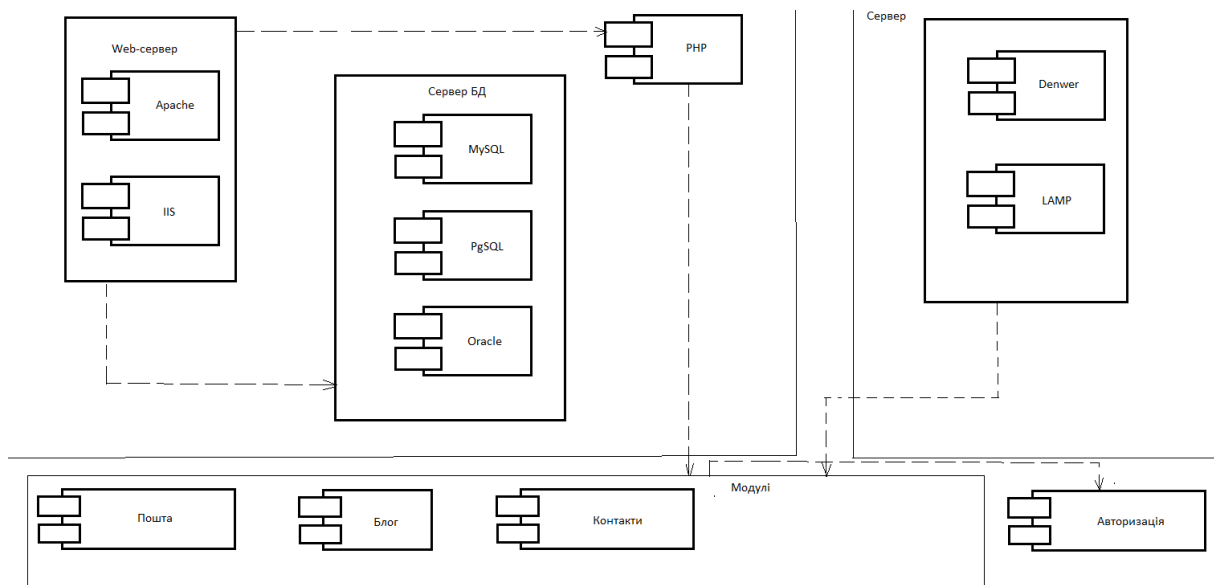 Web-сервер
Apache
IIS
Сервер БД
MySQL
PgSQL
Oracle
PHP
Сервер
Denwer
LAMP
Модулі
Пошта
Блог
Контакти
Авторизація